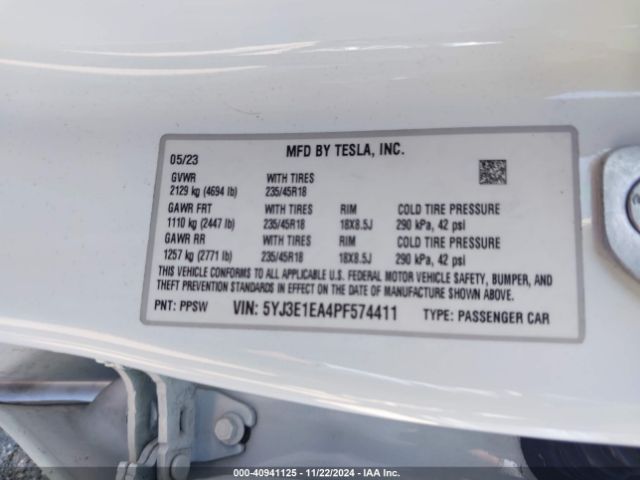 MFD BY TESLA, INC.
05/23
GVWR WITH TIRES
2129 kg (4694 lb) 235/45R18
GAWR FRT WITH TIRES RIM COLD TIRE PRESSURE
1110 kg (2447 lb) 235/45R18 18X8.5J 290 kPa, 42 psi
GAWR RR WITH TIRES RIM COLD TIRE PRESSURE
1257 kg (2771 lb) 235/45R18 18X8.5J 290 kPa, 42 psi
THIS VEHICLE CONFORMS TO ALL APPLICABLE U.S. FEDERAL MOTOR VEHICLE SAFETY, BUMPER, AND
THEFT PREVENTION STANDARDS IN EFFECT ON THE DATE OF MANUFACTURE SHOWN ABOVE.
PNT: PPSW VIN: 5YJ3E1EA4PF574411 TYPE: PASSENGER CAR
000-40941125 - 11/22/2024 - IAA Inc.